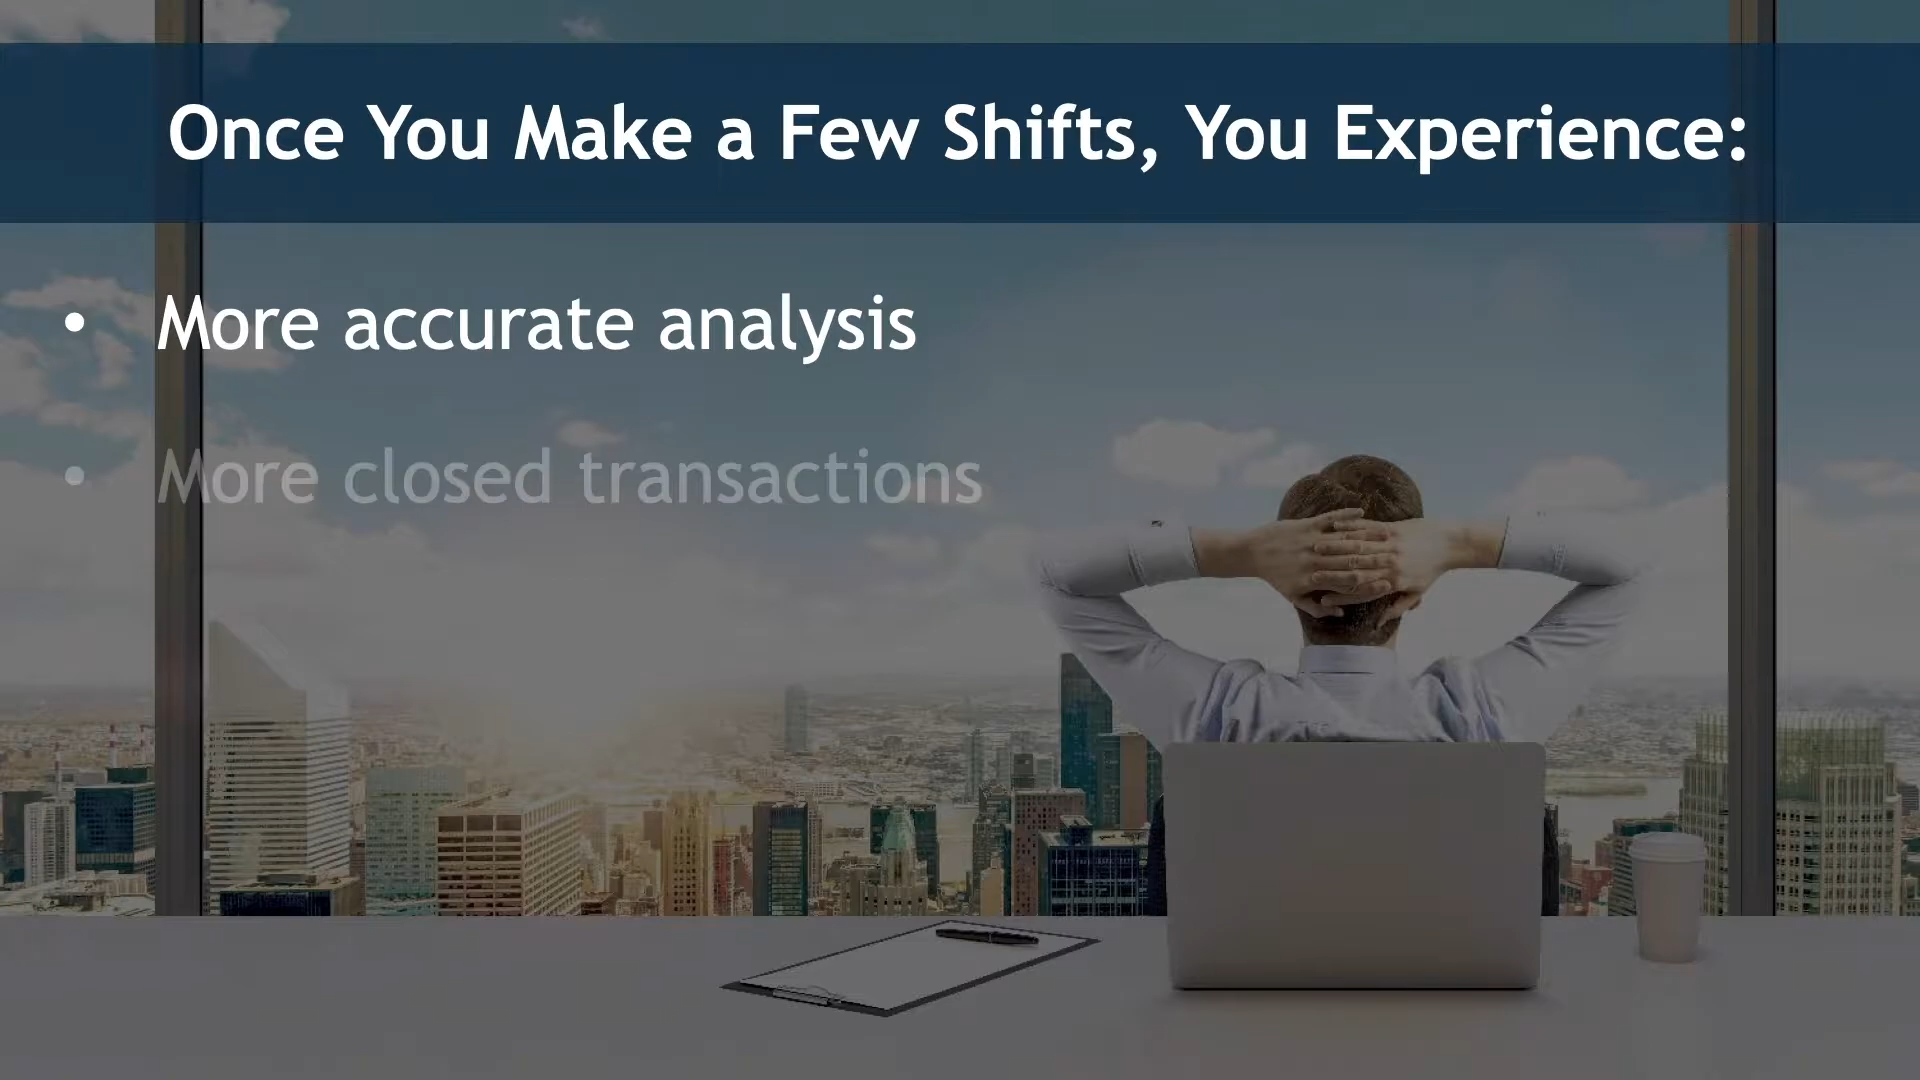 Once You Make a Few Shifts, You Experience:
• More accurate analysis
• More closed transactions